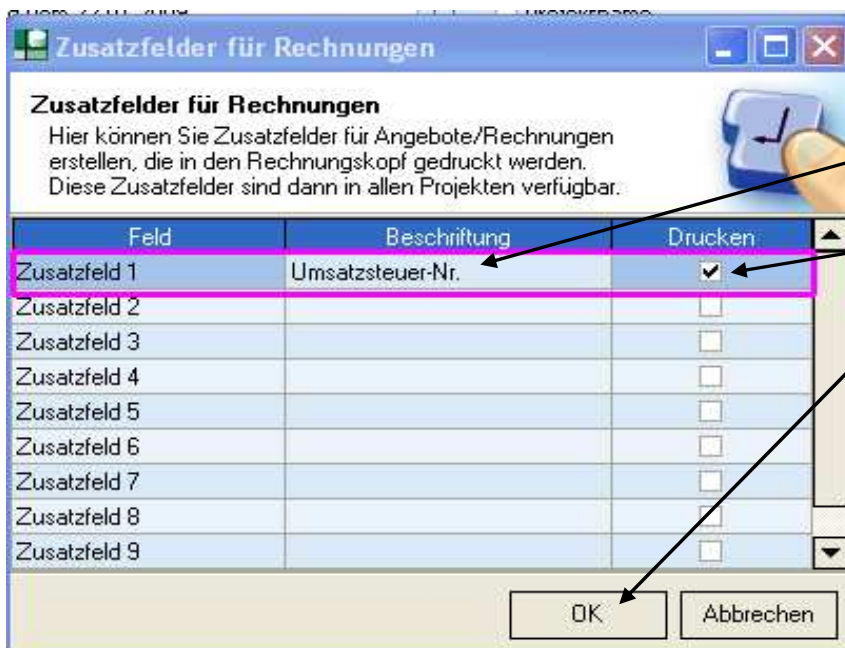 Zusatzfelder für Rechnungen
Zusatzfelder für Rechnungen
Hier können Sie Zusatzfelder für Angebote/Rechnungen
erstellen, die in den Rechnungskopf gedruckt werden.
Diese Zusatzfelder sind dann in allen Projekten verfügbar.
Feld Beschriftung Drucken
Zusatzfeld 1 Umsatzsteuer-Nr.
Zusatzfeld 2
Zusatzfeld 3
Zusatzfeld 4
Zusatzfeld 5
Zusatzfeld 6
Zusatzfeld 7
Zusatzfeld 8
Zusatzfeld 9
OK Abbrechen